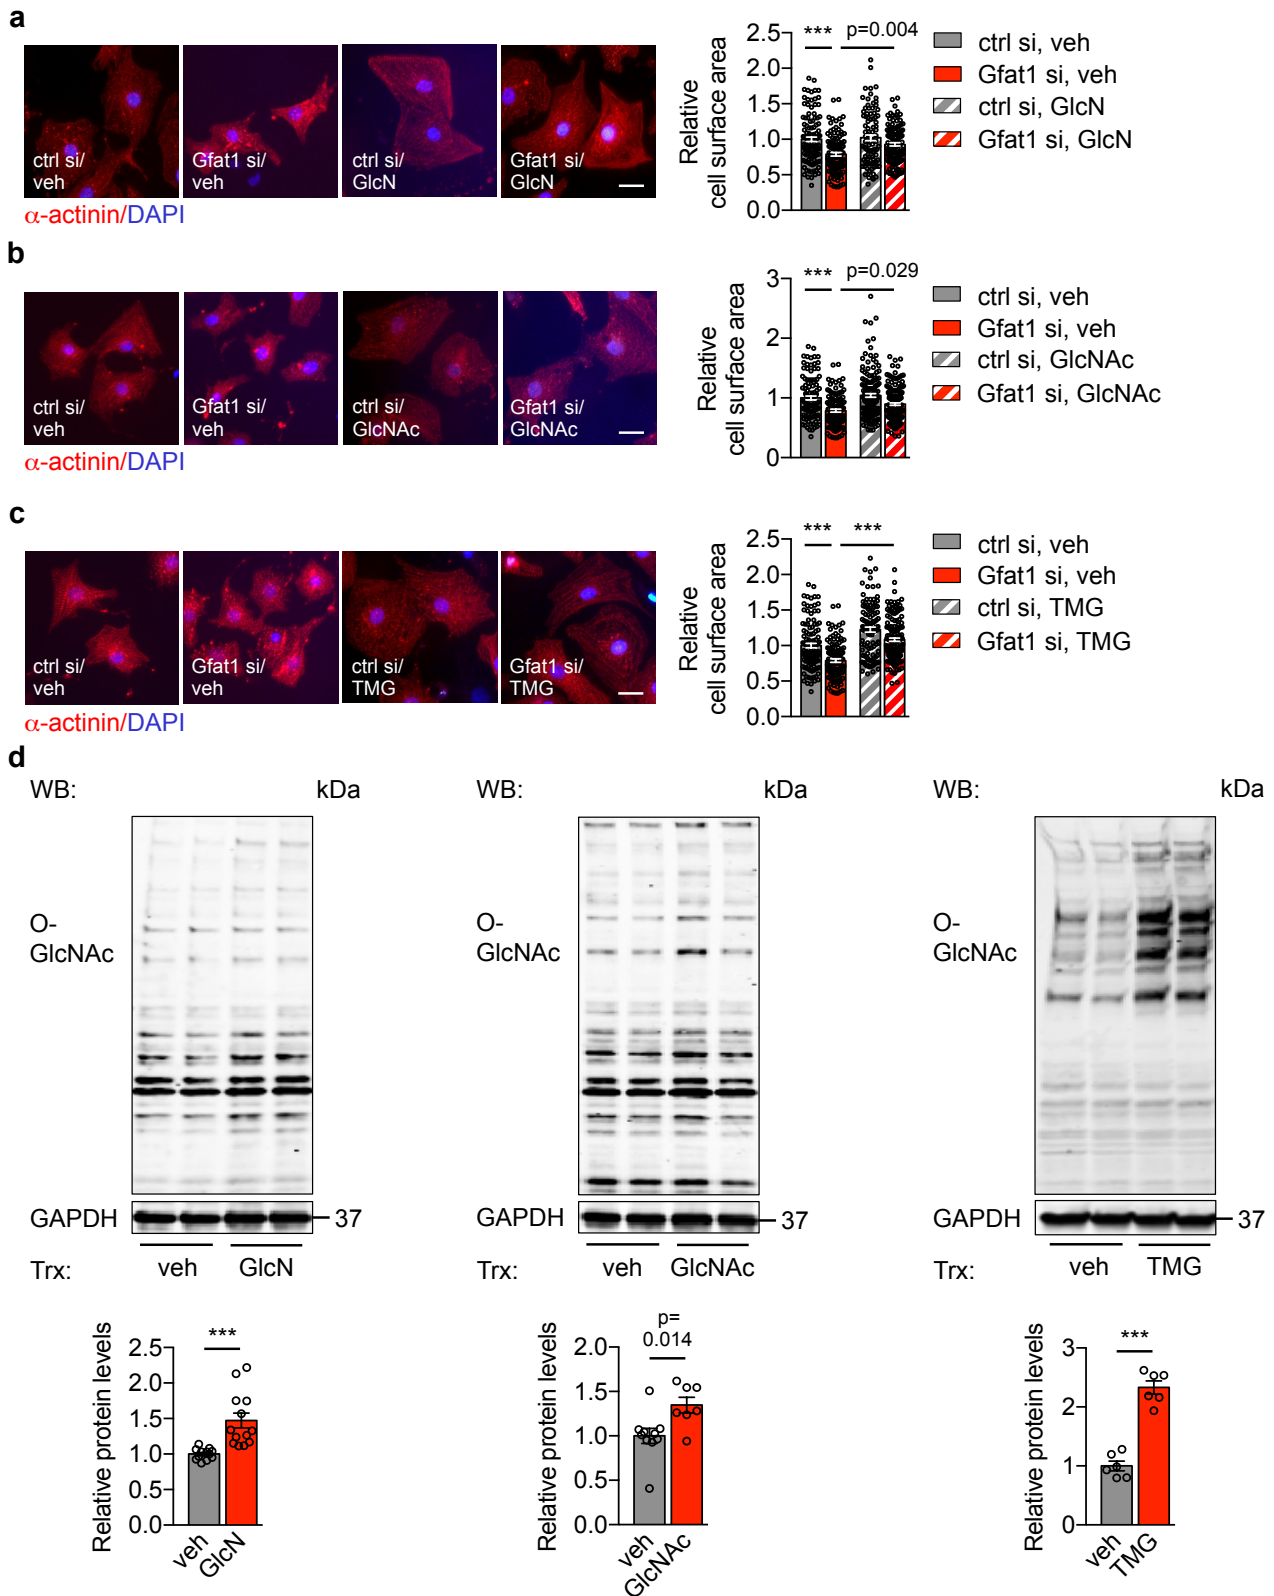 a
ctrl si/
veh
Gfat1 si/
veh
ctrl si/
GlcN
Gfat1 si/
GlcN
α-actinin/DAPI
Relative
cell surface area
2.5
2.0
1.5
1.0
0.5
0.0
***
p=0.004
ctrl si, veh
Gfat1 si, veh
ctrl si, GlcN
Gfat1 si, GlcN
b
ctrl si/
veh
Gfat1 si/
veh
ctrl si/
GlcNAc
Gfat1 si/
GlcNAc
α-actinin/DAPI
Relative
cell surface area
3
2
1
0
***
p=0.029
ctrl si, veh
Gfat1 si, veh
ctrl si, GlcNAc
Gfat1 si, GlcNAc
c
ctrl si/
veh
Gfat1 si/
veh
ctrl si/
TMG
Gfat1 si/
TMG
α-actinin/DAPI
Relative
cell surface area
2.5
2.0
1.5
1.0
0.5
0.0
***
***
ctrl si, veh
Gfat1 si, veh
ctrl si, TMG
Gfat1 si, TMG
d
WB:
kDa
O-
GlcNAc
GAPDH
37
Trx:
veh
GlcN
Relative protein levels
2.5
2.0
1.5
1.0
0.5
0.0
***
veh
GlcN
WB:
kDa
O-
GlcNAc
GAPDH
37
Trx:
veh
GlcNAc
Relative protein levels
2.0
1.5
1.0
0.5
0.0
p=
0.014
veh
GlcNAc
WB:
kDa
O-
GlcNAc
GAPDH
37
Trx:
veh
TMG
Relative protein levels
3
2
1
0
***
veh
TMG